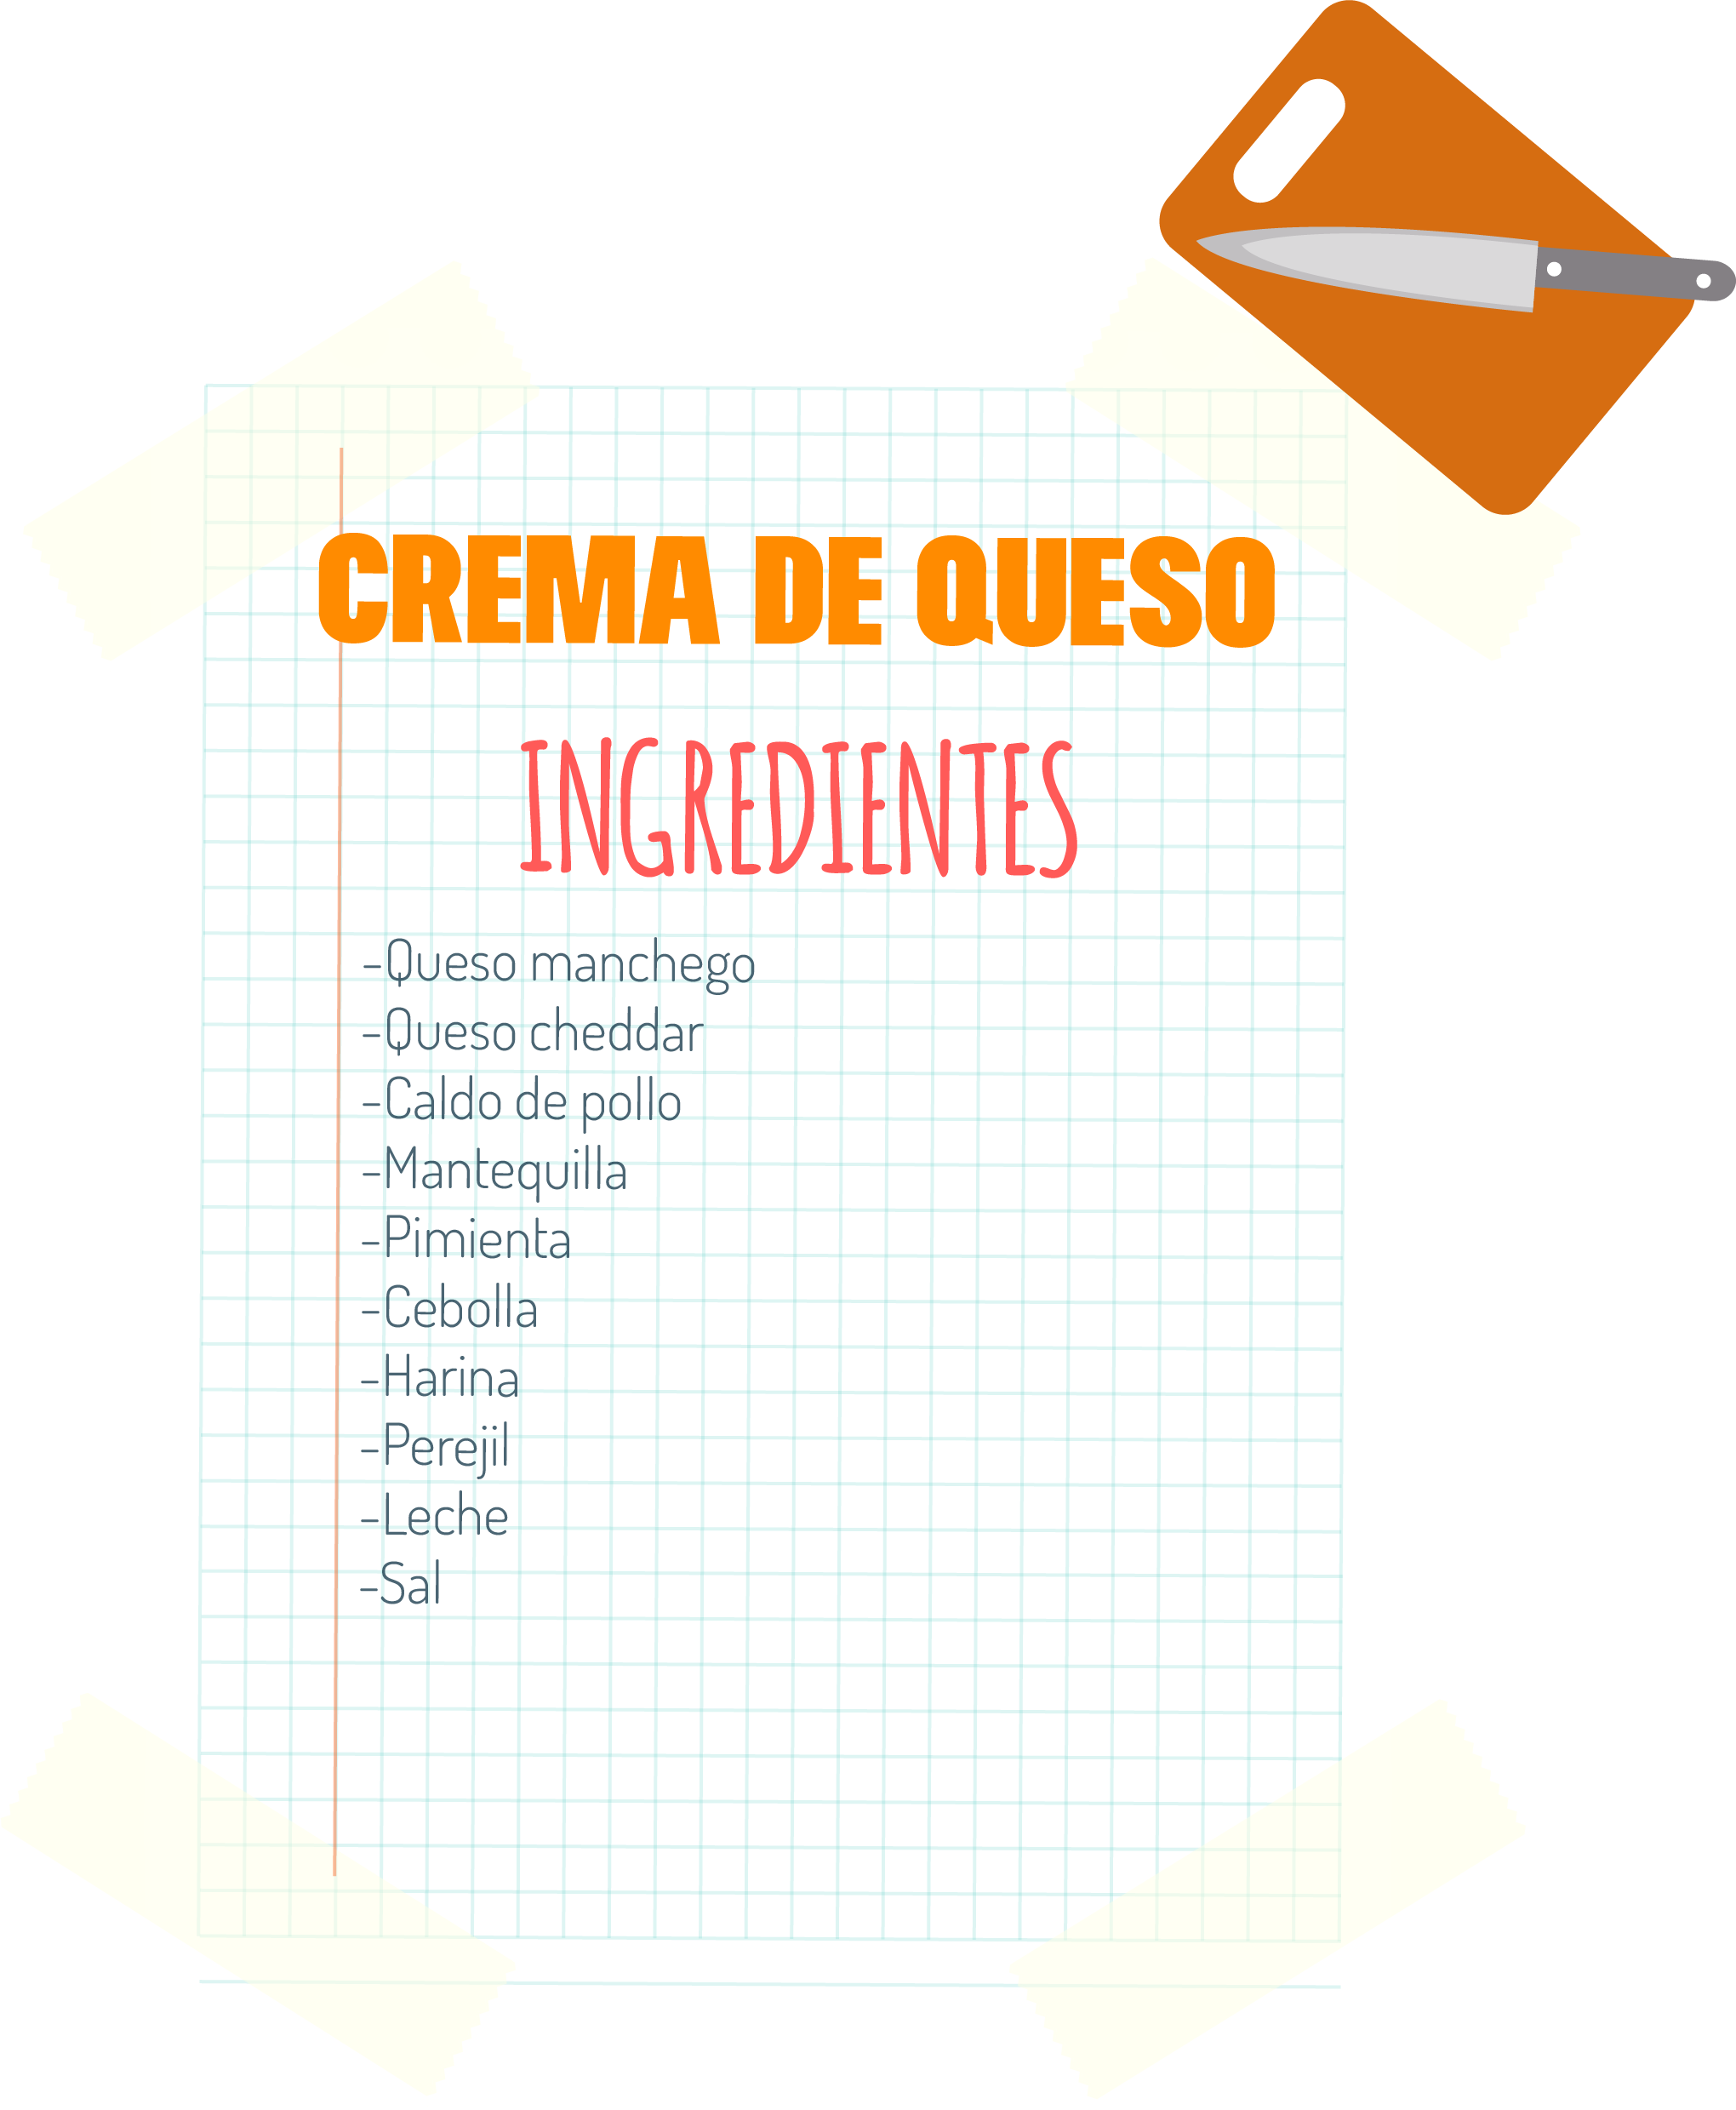 CREMA DE QUESO
INGREDIENTES
-Queso manchego
-Queso cheddar
-Caldo de pollo
-Mantequilla
-Pimienta
-Cebolla
-Harina
-Perejil
-Leche
-Sal